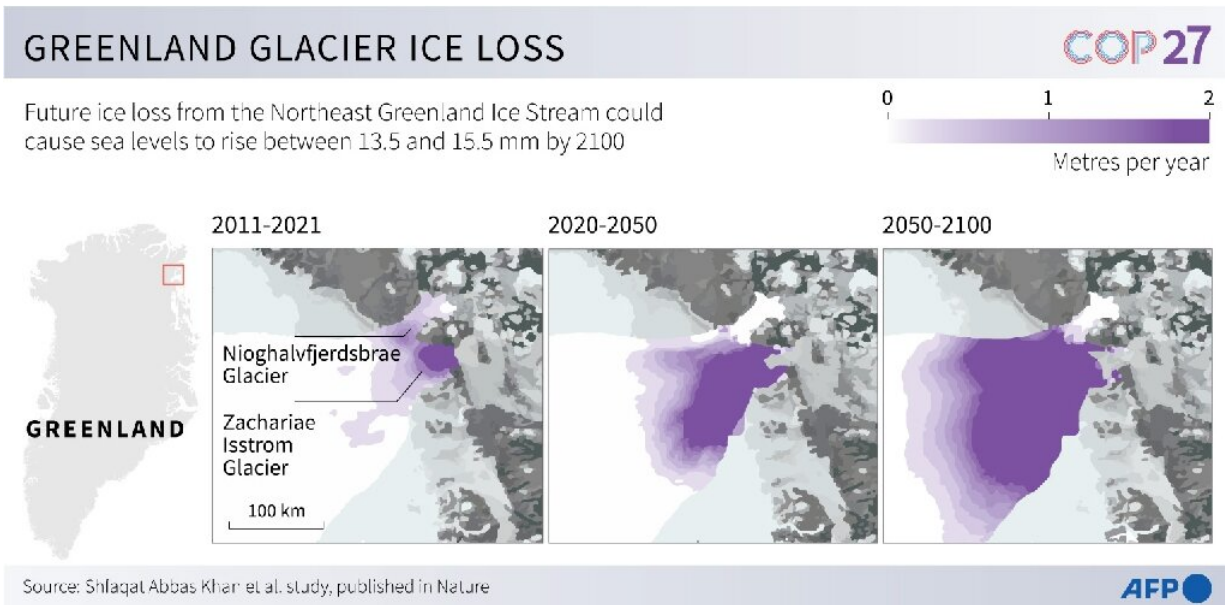 GREENLAND GLACIER ICE LOSS
COP27
Future ice loss from the Northeast Greenland Ice Stream could
cause sea levels to rise between 13.5 and 15.5 mm by 2100
0 1 2
Metres per year
2011-2021
2020-2050
2050-2100
Nioghalvfjerdsbrae
Glacier
Zachariae
Isstrom
Glacier
100 km
GREENLAND
Source: Shfaqat Abbas Khan et al. study, published in Nature
AFP